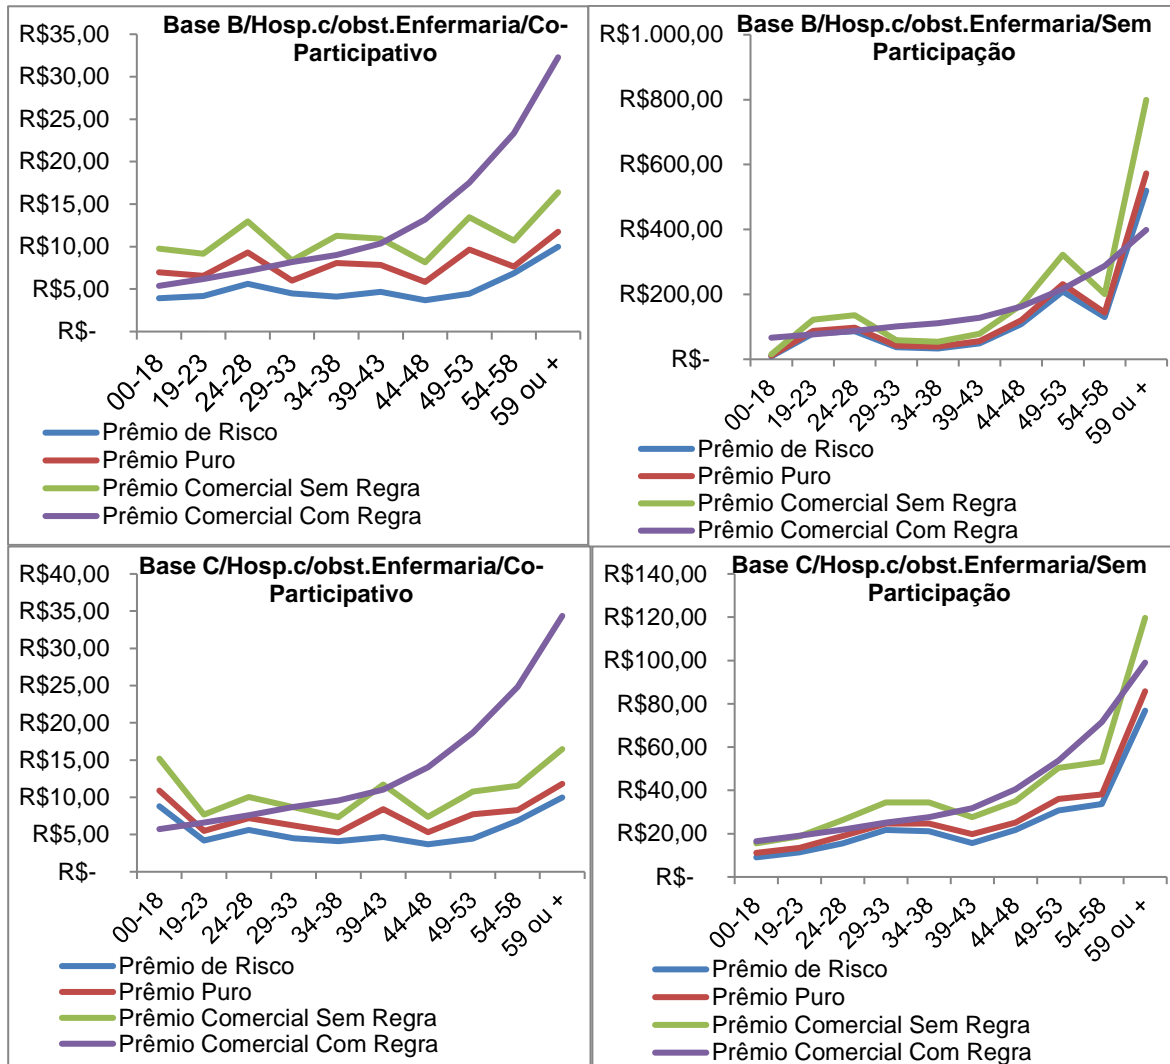 Base B/Hosp.c/obst.Enfermaria/Co-
Participativo
R$35,00
R$30,00
R$25,00
R$20,00
R$15,00
R$10,00
R$5,00
R$-
00-18
19-23
24-28
29-33
34-38
39-43
44-48
49-53
54-58
59 ou +
Prêmio de Risco
Prêmio Puro
Prêmio Comercial Sem Regra
Prêmio Comercial Com Regra
Base B/Hosp.c/obst.Enfermaria/Sem
Participação
R$1.000,00
R$800,00
R$600,00
R$400,00
R$200,00
R$-
00-18
19-23
24-28
29-33
34-38
39-43
44-48
49-53
54-58
59 ou +
Prêmio de Risco
Prêmio Puro
Prêmio Comercial Sem Regra
Prêmio Comercial Com Regra
Base C/Hosp.c/obst.Enfermaria/Co-
Participativo
R$40,00
R$35,00
R$30,00
R$25,00
R$20,00
R$15,00
R$10,00
R$5,00
R$-
00-18
19-23
24-28
29-33
34-38
39-43
44-48
49-53
54-58
59 ou +
Prêmio de Risco
Prêmio Puro
Prêmio Comercial Sem Regra
Prêmio Comercial Com Regra
Base C/Hosp.c/obst.Enfermaria/Sem
Participação
R$140,00
R$120,00
R$100,00
R$80,00
R$60,00
R$40,00
R$20,00
R$-
00-18
19-23
24-28
29-33
34-38
39-43
44-48
49-53
54-58
59 ou +
Prêmio de Risco
Prêmio Puro
Prêmio Comercial Sem Regra
Prêmio Comercial Com Regra